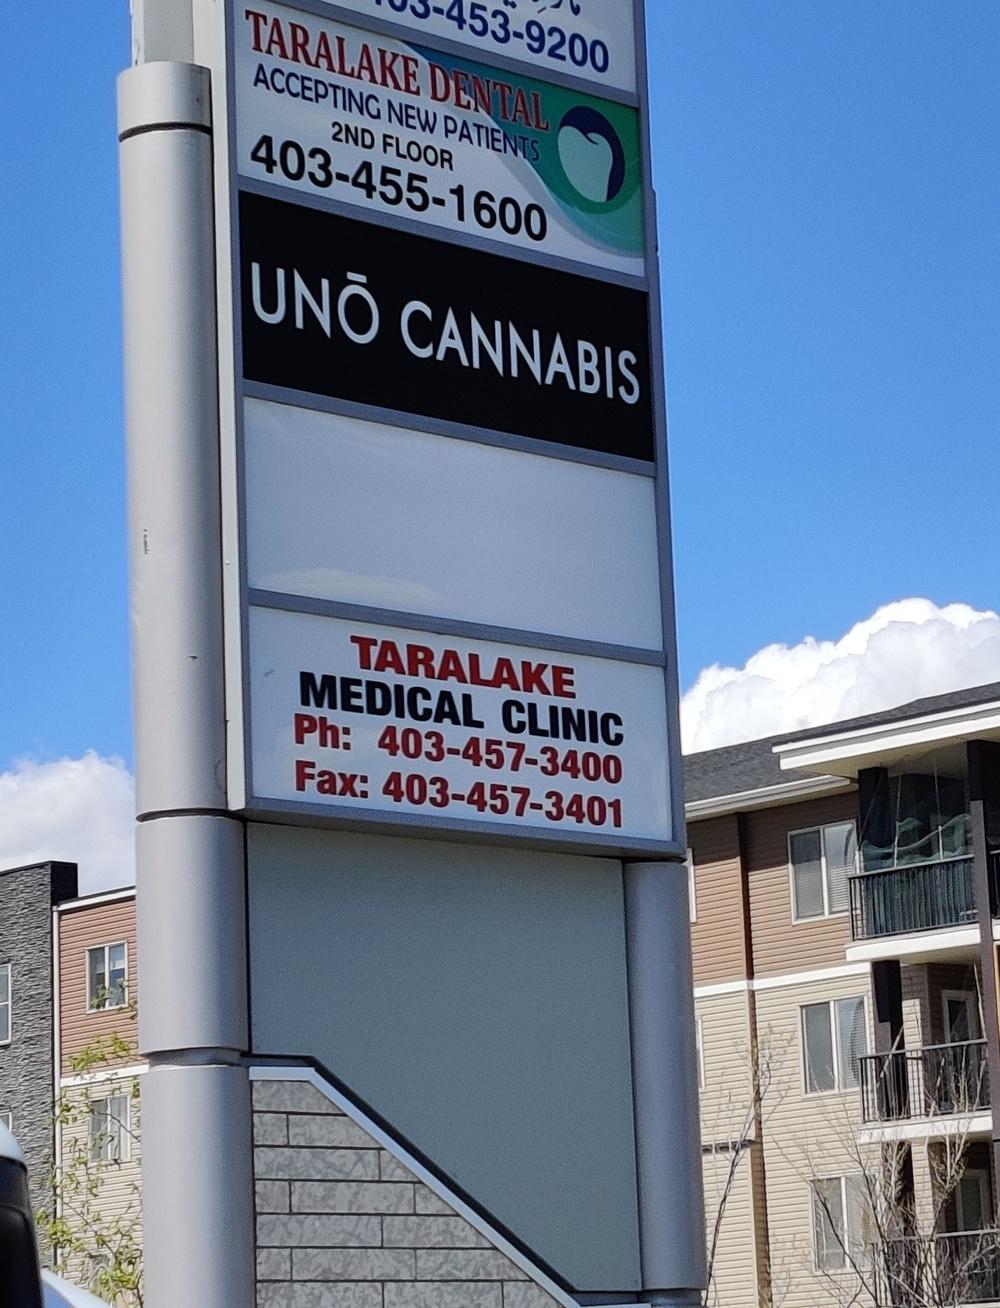 403-453-9200
TARALAKE DENTAL
ACCEPTING NEW PATIENTS
2ND FLOOR
403-455-1600
UNŌ CANNABIS
TARALAKE
MEDICAL CLINIC
Ph: 403-457-3400
Fax: 403-457-3401